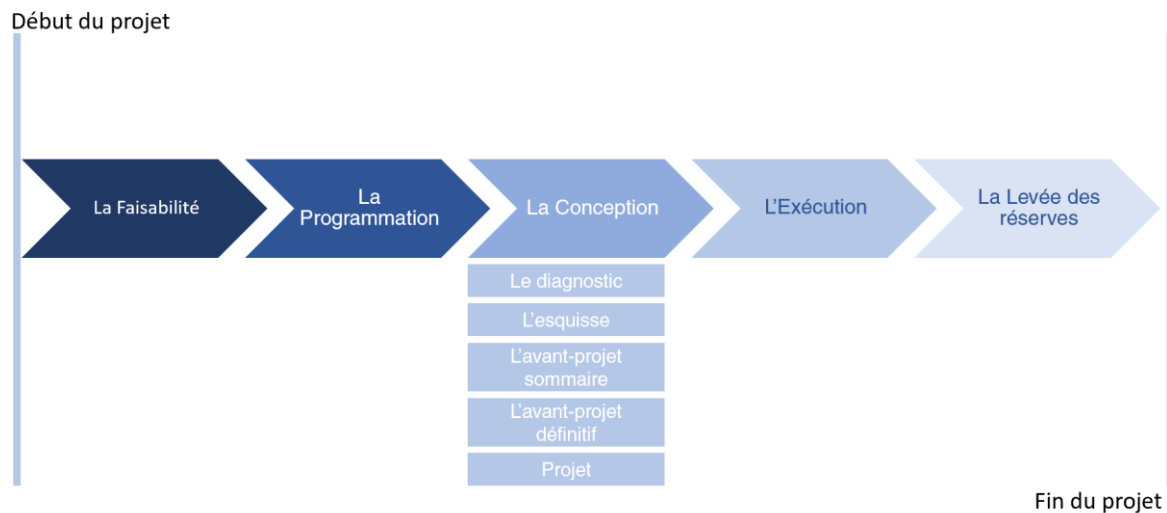 Début du projet
La Faisabilité
La
Programmation
La Conception
L'Exécution
La Levée des
réserves
Le diagnostic
L'esquisse
L'avant-projet
sommaire
L'avant-projet
définitif
Projet
Fin du projet